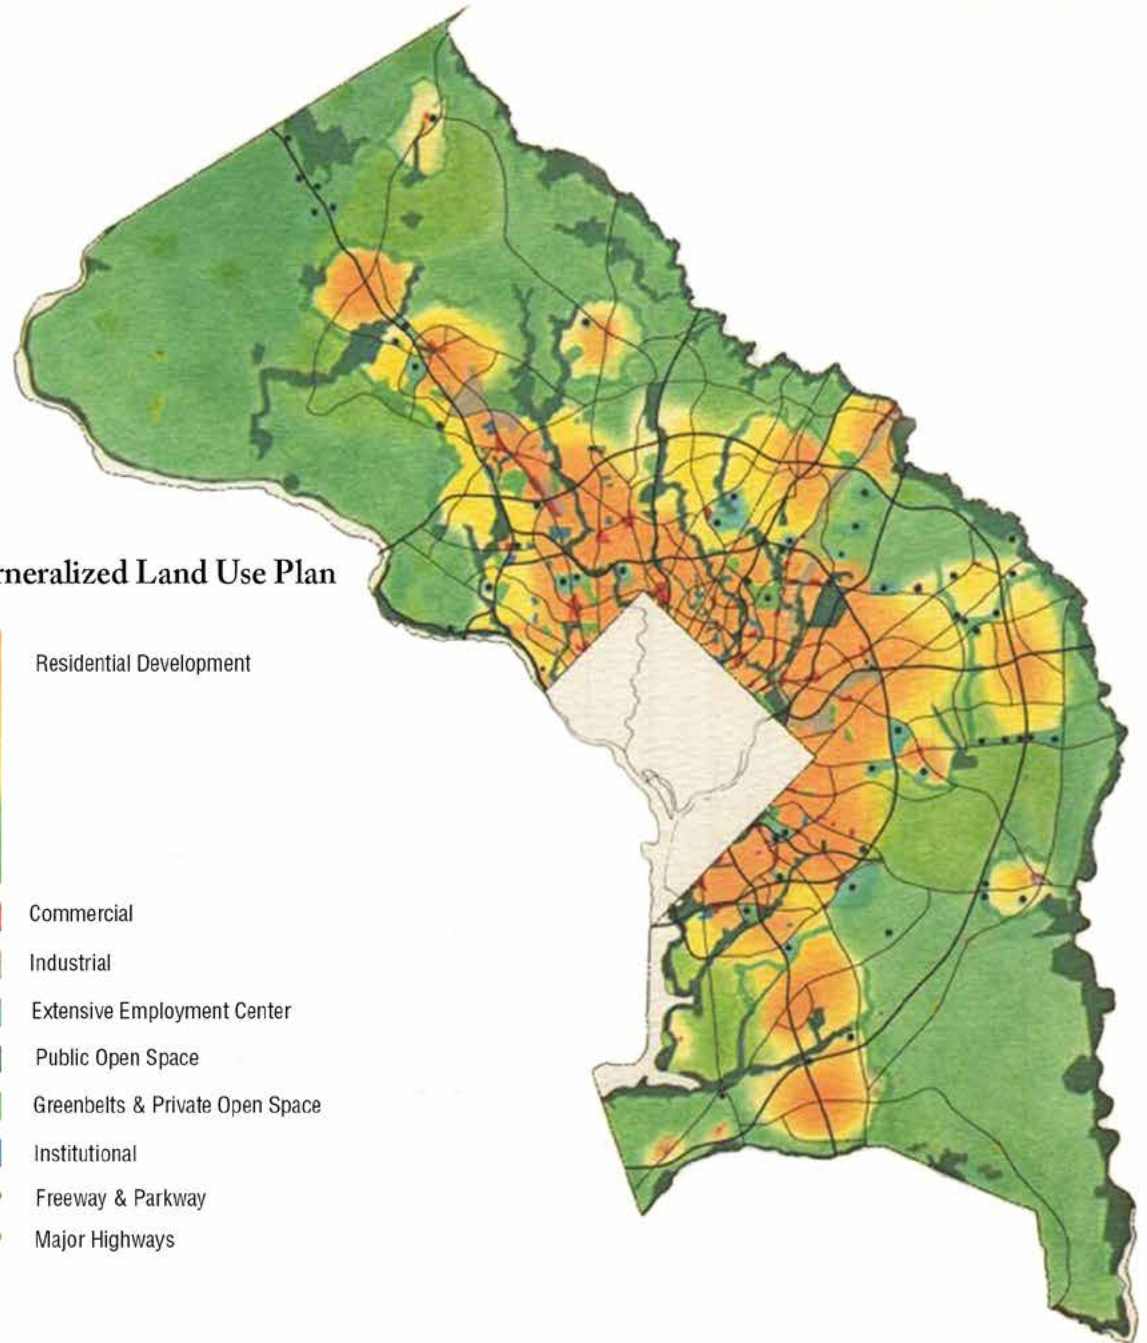 rneralized Land Use Plan
Residential Development
Commercial
Industrial
Extensive Employment Center
Public Open Space
Greenbelts & Private Open Space
Institutional
Freeway & Parkway
Major Highways